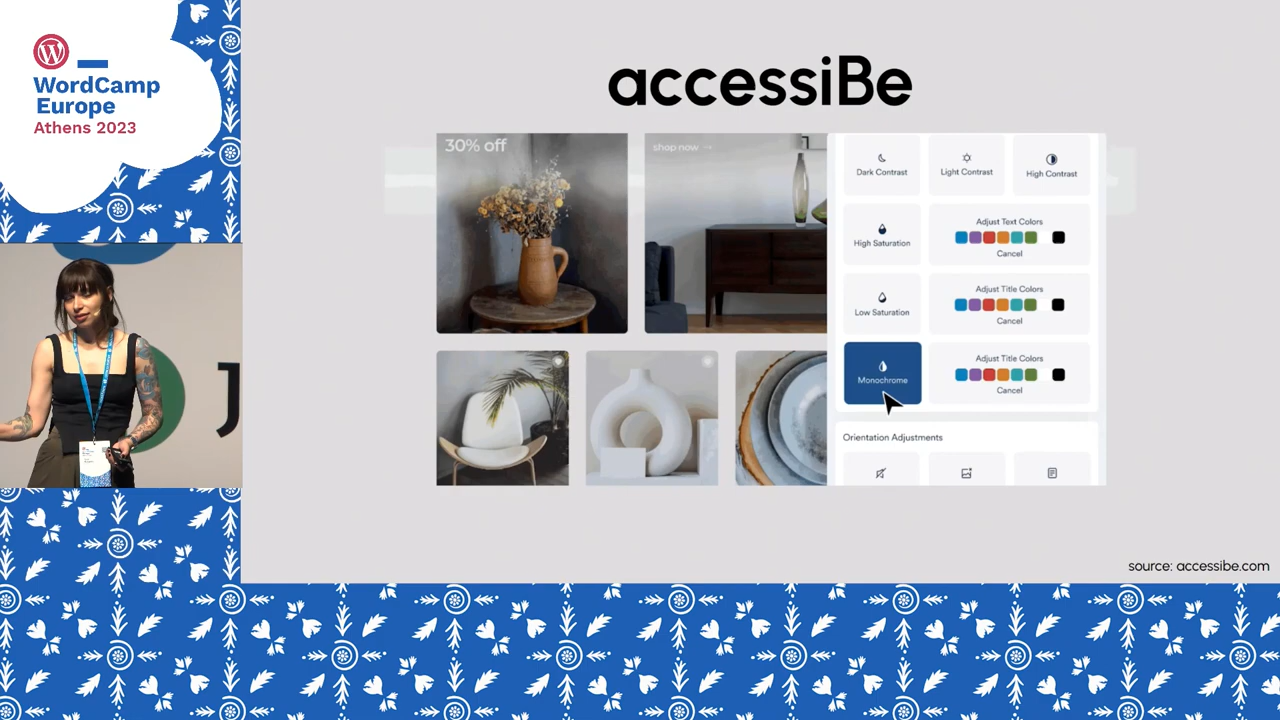 WordCamp
Europe
Athens 2023
accessiBe
30% off
shop now →
Dark Contrast
Light Contrast
High Contrast
High Saturation
Adjust Text Colors
Cancel
Low Saturation
Adjust Title Colors
Cancel
Monochrome
Adjust Title Colors
Cancel
Orientation Adjustments
source: accessibe.com
J